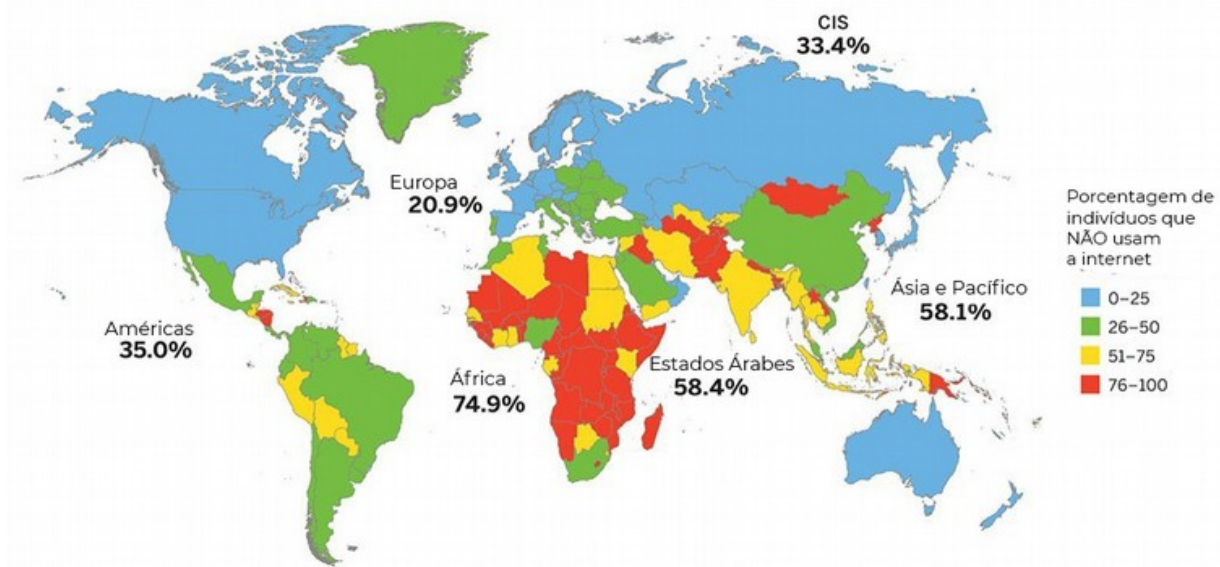 CIS
33.4%
Europa
20.9%
Américas
35.0%
África
74.9%
Estados Árabes
58.4%
Ásia e Pacífico
58.1%
Porcentagem de
indivíduos que
NÃO usam
a internet
0–25
26–50
51–75
76–100